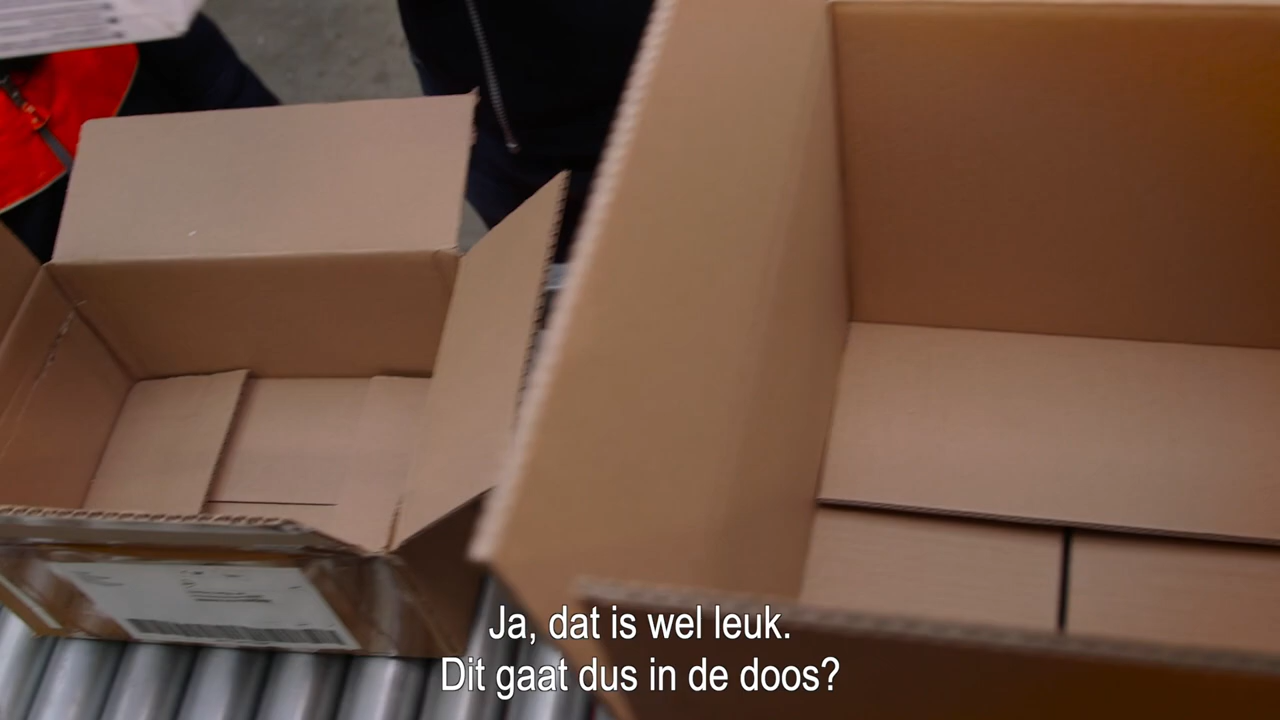 Ja, dat is wel leuk.
Dit gaat dus in de doos?